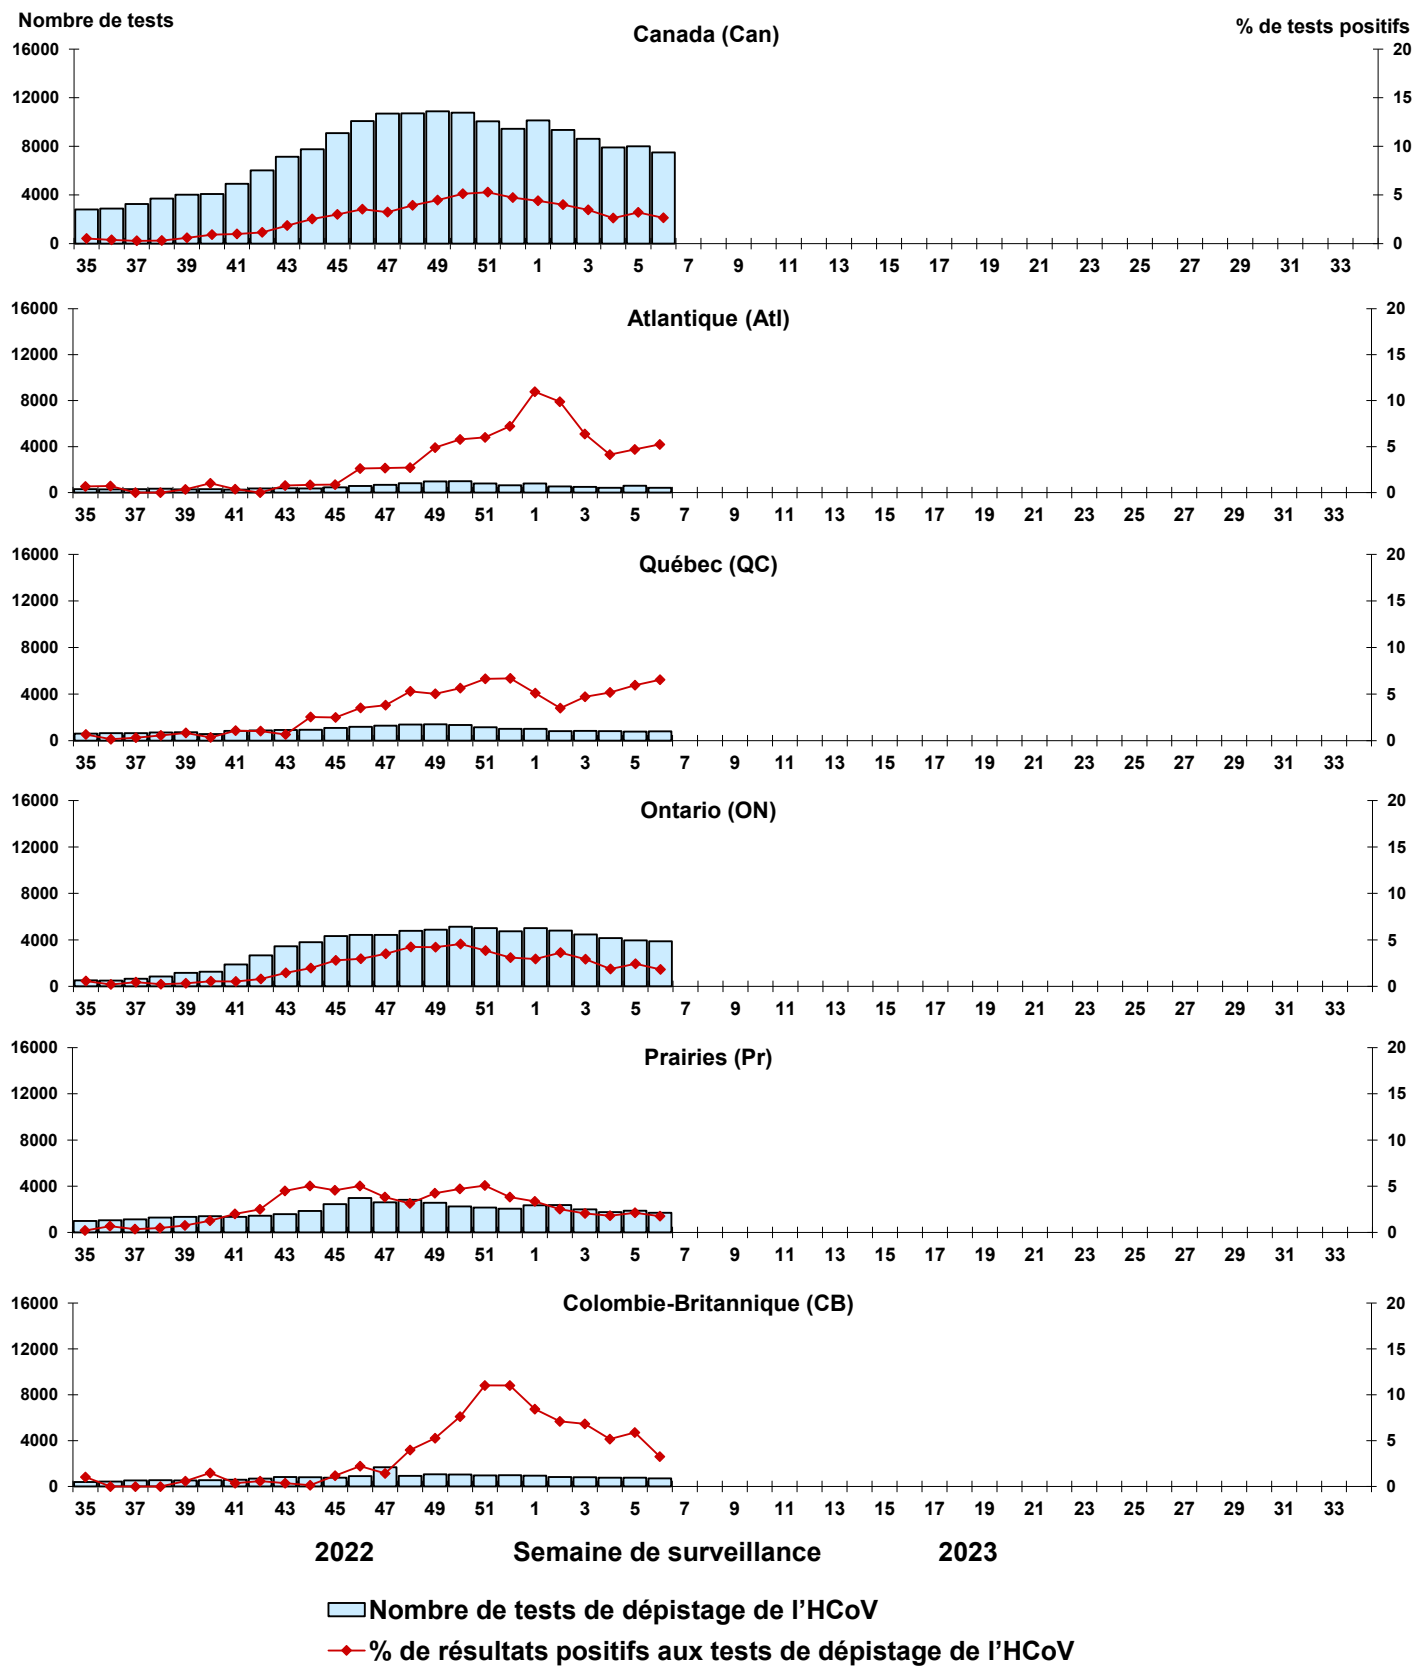 Nombre de tests
% de tests positifs
Canada (Can)
16000 20
12000 15
8000 10
4000 5
0 0
35 37 39 41 43 45 47 49 51 1 3 5 7 9 11 13 15 17 19 21 23 25 27 29 31 33
Atlantique (Atl)
16000 20
12000 15
8000 10
4000 5
0 0
35 37 39 41 43 45 47 49 51 1 3 5 7 9 11 13 15 17 19 21 23 25 27 29 31 33
Québec (QC)
16000 20
12000 15
8000 10
4000 5
0 0
35 37 39 41 43 45 47 49 51 1 3 5 7 9 11 13 15 17 19 21 23 25 27 29 31 33
Ontario (ON)
16000 20
12000 15
8000 10
4000 5
0 0
35 37 39 41 43 45 47 49 51 1 3 5 7 9 11 13 15 17 19 21 23 25 27 29 31 33
Prairies (Pr)
16000 20
12000 15
8000 10
4000 5
0 0
35 37 39 41 43 45 47 49 51 1 3 5 7 9 11 13 15 17 19 21 23 25 27 29 31 33
Colombie-Britannique (CB)
16000 20
12000 15
8000 10
4000 5
0 0
35 37 39 41 43 45 47 49 51 1 3 5 7 9 11 13 15 17 19 21 23 25 27 29 31 33
2022 Semaine de surveillance 2023
Nombre de tests de dépistage de l’HCoV
% de résultats positifs aux tests de dépistage de l’HCoV